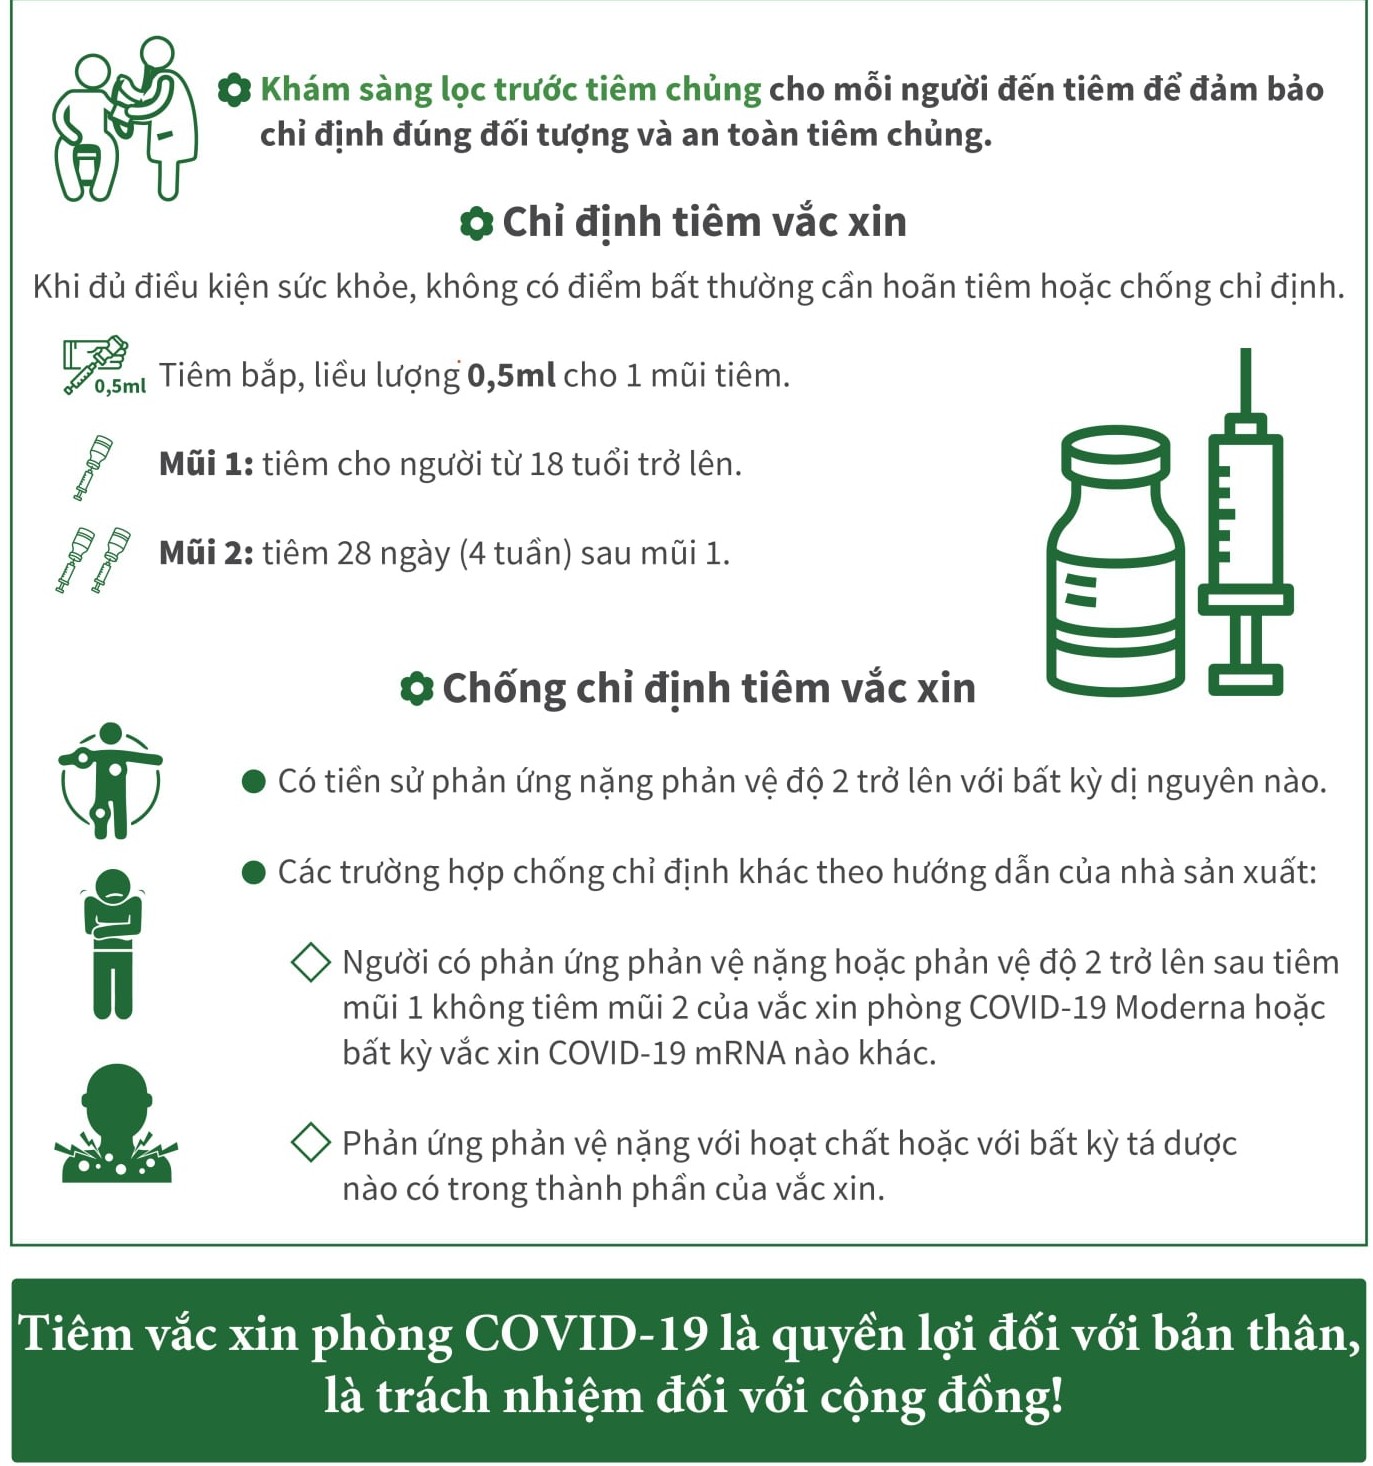 Khám sàng lọc trước tiêm chủng cho mỗi người đến tiêm để đảm bảo
chỉ định đúng đối tượng và an toàn tiêm chủng.
Chỉ định tiêm vắc xin
Khi đủ điều kiện sức khỏe, không có điểm bất thường cần hoãn tiêm hoặc chống chỉ định.
0,5ml
Tiêm bắp, liều lượng 0,5ml cho 1 mũi tiêm.
Mũi 1: tiêm cho người từ 18 tuổi trở lên.
Mũi 2: tiêm 28 ngày (4 tuần) sau mũi 1.
Chống chỉ định tiêm vắc xin
Có tiền sử phản ứng nặng phản vệ độ 2 trở lên với bất kỳ dị nguyên nào.
Các trường hợp chống chỉ định khác theo hướng dẫn của nhà sản xuất:
Người có phản ứng phản vệ nặng hoặc phản vệ độ 2 trở lên sau tiêm
mũi 1 không tiêm mũi 2 của vắc xin phòng COVID-19 Moderna hoặc
bất kỳ vắc xin COVID-19 mRNA nào khác.
Phản ứng phản vệ nặng với hoạt chất hoặc với bất kỳ tá dược
nào có trong thành phần của vắc xin.
Tiêm vắc xin phòng COVID-19 là quyền lợi đối với bản thân,
là trách nhiệm đối với cộng đồng!